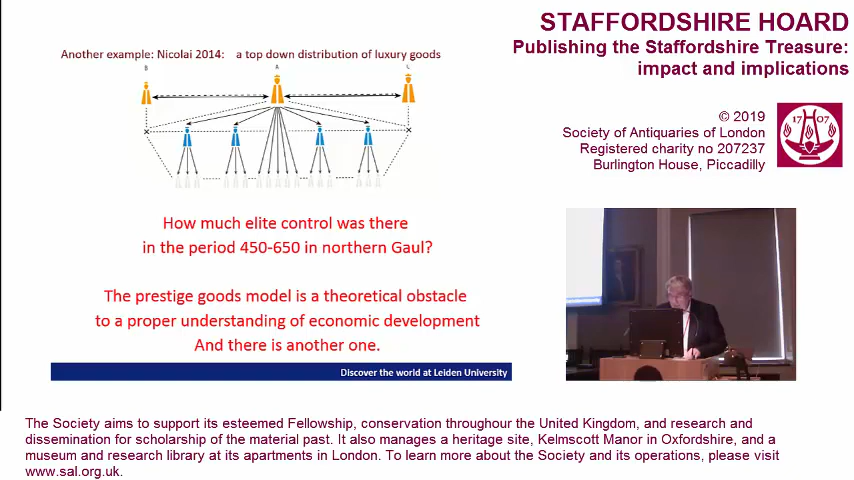 Another example: Nicolai 2014: a top down distribution of luxury goods
B A C
How much elite control was there
in the period 450-650 in northern Gaul?
The prestige goods model is a theoretical obstacle
to a proper understanding of economic development
And there is another one.
Discover the world at Leiden University
STAFFORDSHIRE HOARD
Publishing the Staffordshire Treasure:
impact and implications
© 2019
Society of Antiquaries of London
Registered charity no 207237
Burlington House, Piccadilly
1707
The Society aims to support its esteemed Fellowship, conservation throughour the United Kingdom, and research and
dissemination for scholarship of the material past. It also manages a heritage site, Kelmscott Manor in Oxfordshire, and a
museum and research library at its apartments in London. To learn more about the Society and its operations, please visit
www.sal.org.uk.